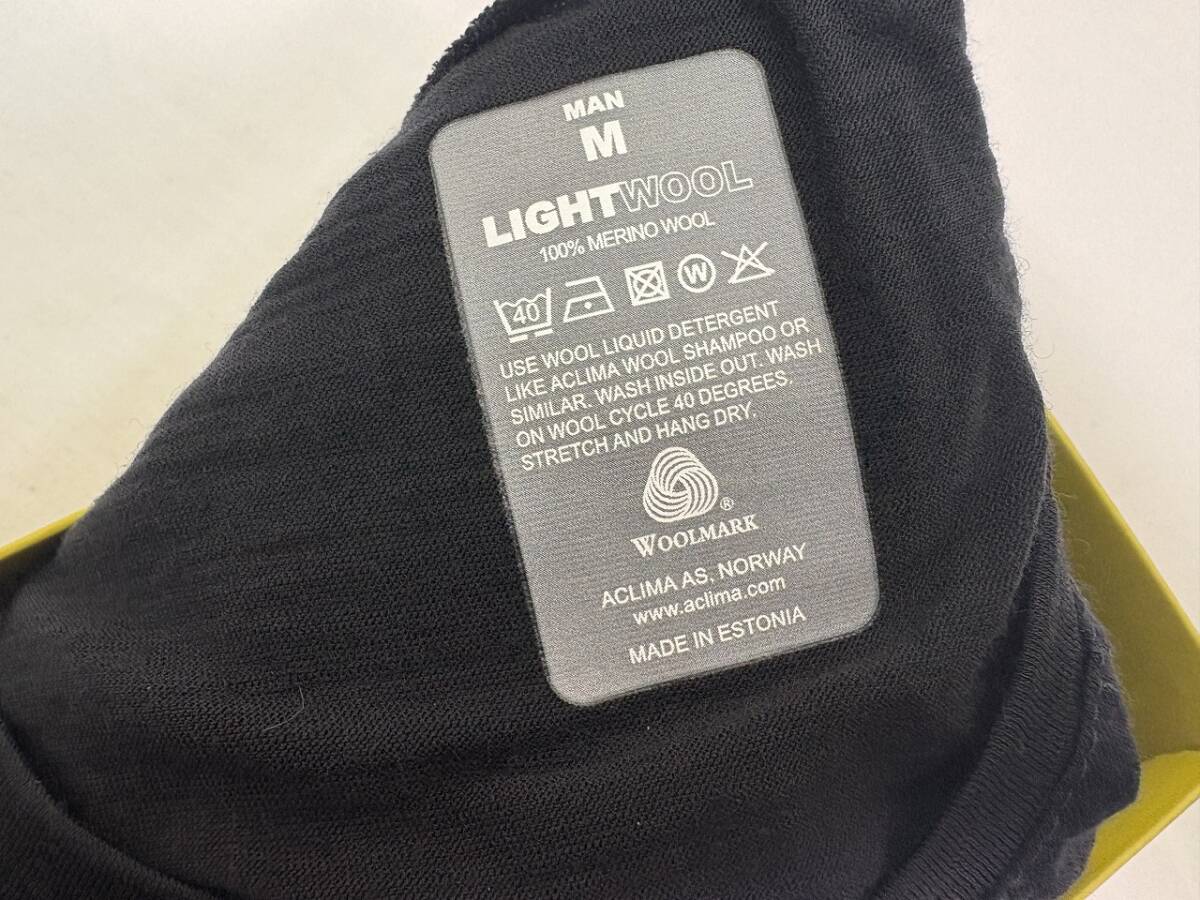 MAN
M
LIGHTWOOL
100% MERINO WOOL
40 W
USE WOOL LIQUID DETERGENT
LIKE ACLIMA WOOL SHAMPOO OR
SIMILAR. WASH INSIDE OUT. WASH
ON WOOL CYCLE 40 DEGREES.
STRETCH AND HANG DRY.
®
WOOLMARK
ACLIMA AS, NORWAY
www.aclima.com
MADE IN ESTONIA